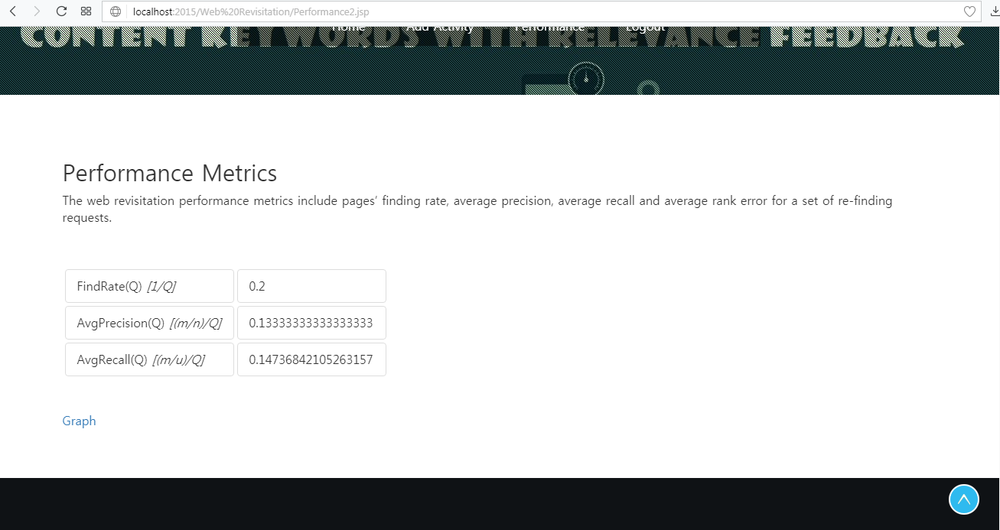 localhost:2015/Web%20Revisitation/Performance2.jsp
Home Add Activity Performance Logout
CONTENT KEYWORDS WITH RELEVANCE FEEDBACK
Performance Metrics
The web revisitation performance metrics include pages’ finding rate, average precision, average recall and average rank error for a set of re-finding
requests.
FindRate(Q) [1/Q] 0.2
AvgPrecision(Q) [(m/n)/Q] 0.13333333333333333
AvgRecall(Q) [(m/u)/Q] 0.14736842105263157
Graph